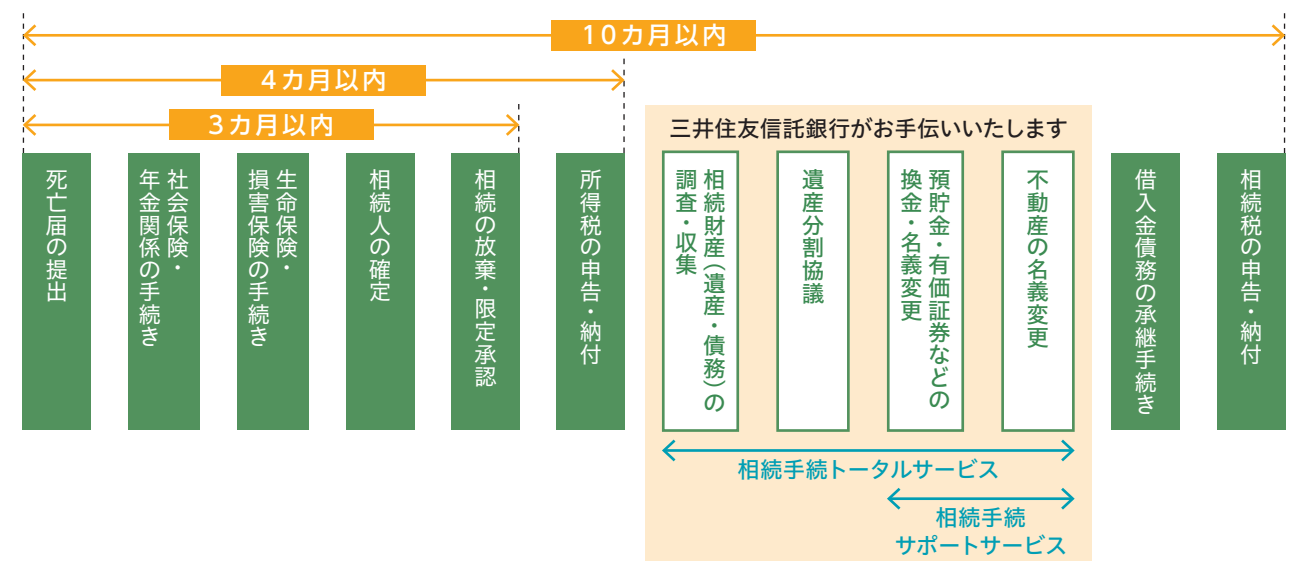 10カ月以内
4カ月以内
3カ月以内
三井住友信託銀行がお手伝いいたします
死亡届の提出
社会保険・
年金関係の手続き
生命保険・
損害保険の手続き
相続人の確定
相続の放棄・限定承認
所得税の申告・納付
相続財産(遺産・債務)の
調査・収集
遺産分割協議
預貯金・有価証券などの
換金・名義変更
不動産の名義変更
借入金債務の承継手続き
相続税の申告・納付
相続手続トータルサービス
相続手続
サポートサービス